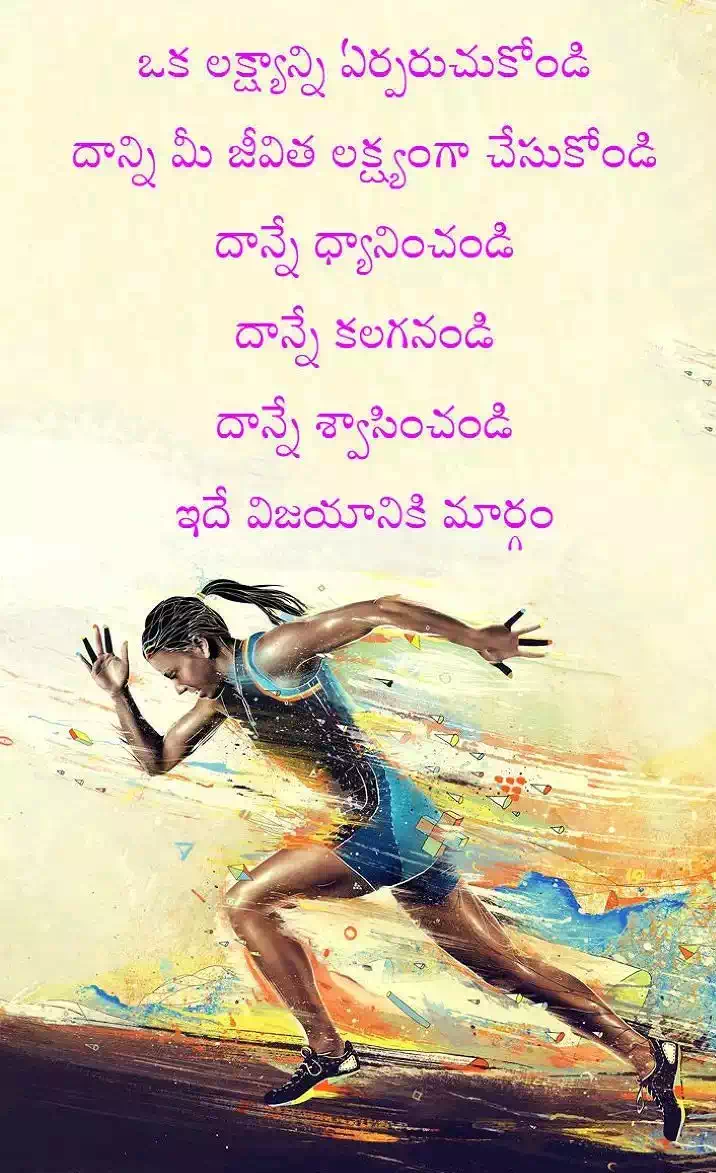 ఒక లక్ష్యాన్ని ఏర్పరుచుకోండి
దాన్ని మీ జీవిత లక్ష్యంగా చేసుకోండి
దాన్నే ధ్యానించండి
దాన్నే కలగనండి
దాన్నే శ్వాసించండి
ఇదే విజయానికి మార్గం